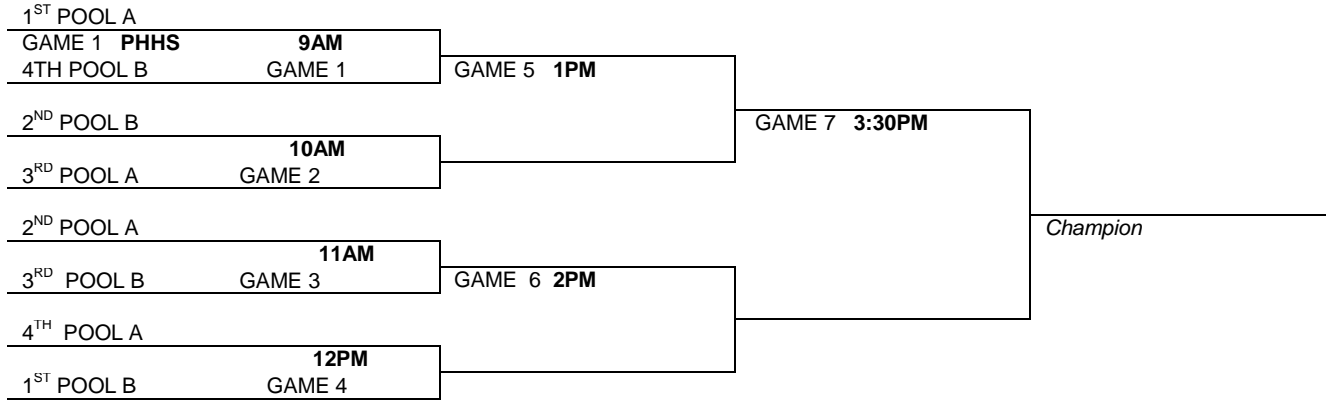 1ST POOL A
GAME 1 PHHS 9AM
4TH POOL B GAME 1
GAME 5 1PM
2ND POOL B
GAME 7 3:30PM
10AM
3RD POOL A GAME 2
2ND POOL A
Champion
11AM
3RD POOL B GAME 3
GAME 6 2PM
4TH POOL A
12PM
1ST POOL B GAME 4